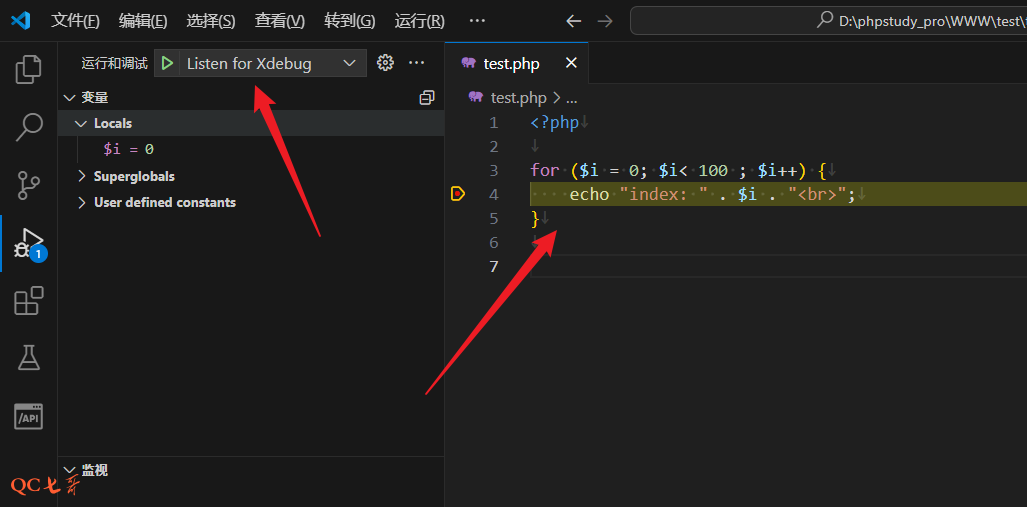 文件(F) 编辑(E) 选择(S) 查看(V) 转到(G) 运行(R) ··· D:\phpstudy_pro\WWW\test\
运行和调试 Listen for Xdebug ···
test.php
变量
test.php > ...
Locals
$i = 0
Superglobals
User defined constants
1 <?php
2
3 for ($i = 0; $i< 100 ; $i++) {
4 echo "index: " . $i . "<br>";
5 }
6
7
1
/API
监视
QC七哥